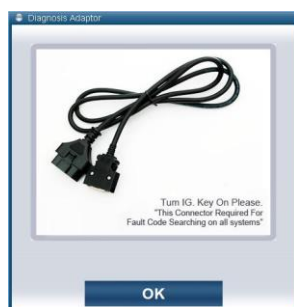 Diagnosis Adaptor
Turn IG. Key On Please.
"This Connector Required For
Fault Code Searching on all systems"
OK